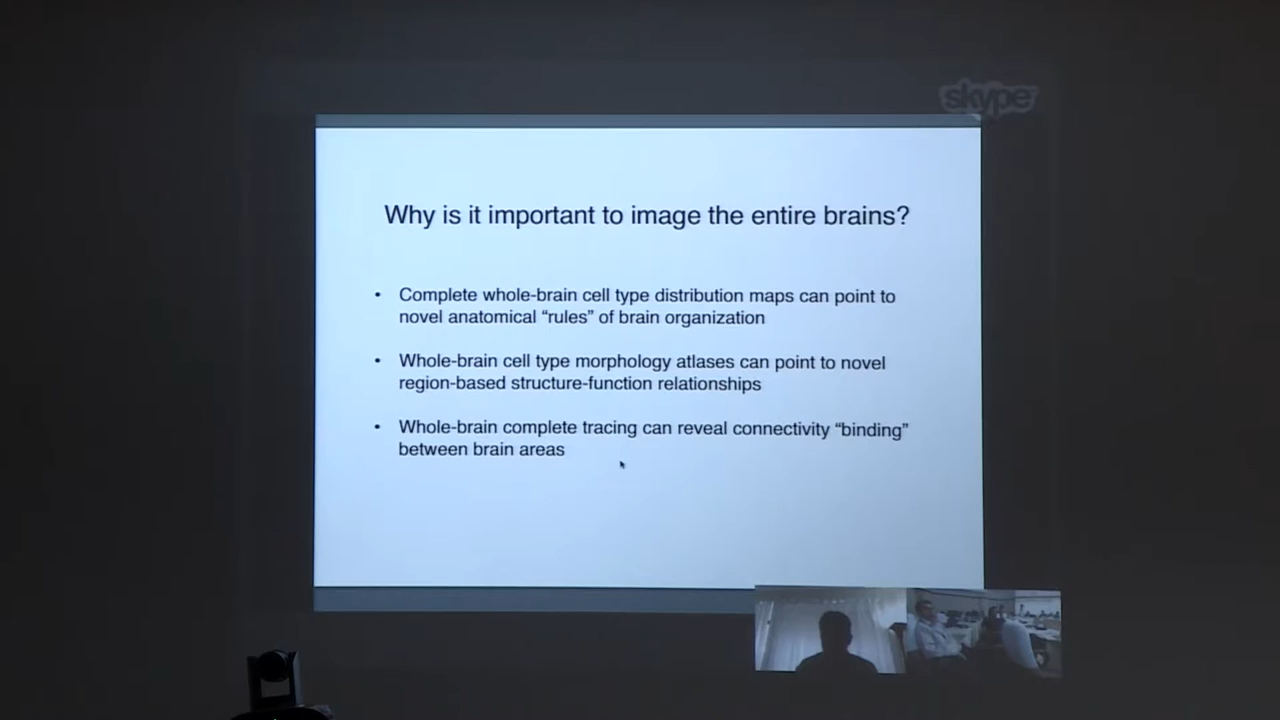 skype
Why is it important to image the entire brains?
• Complete whole-brain cell type distribution maps can point to
novel anatomical “rules” of brain organization
• Whole-brain cell type morphology atlases can point to novel
region-based structure-function relationships
• Whole-brain complete tracing can reveal connectivity “binding”
between brain areas